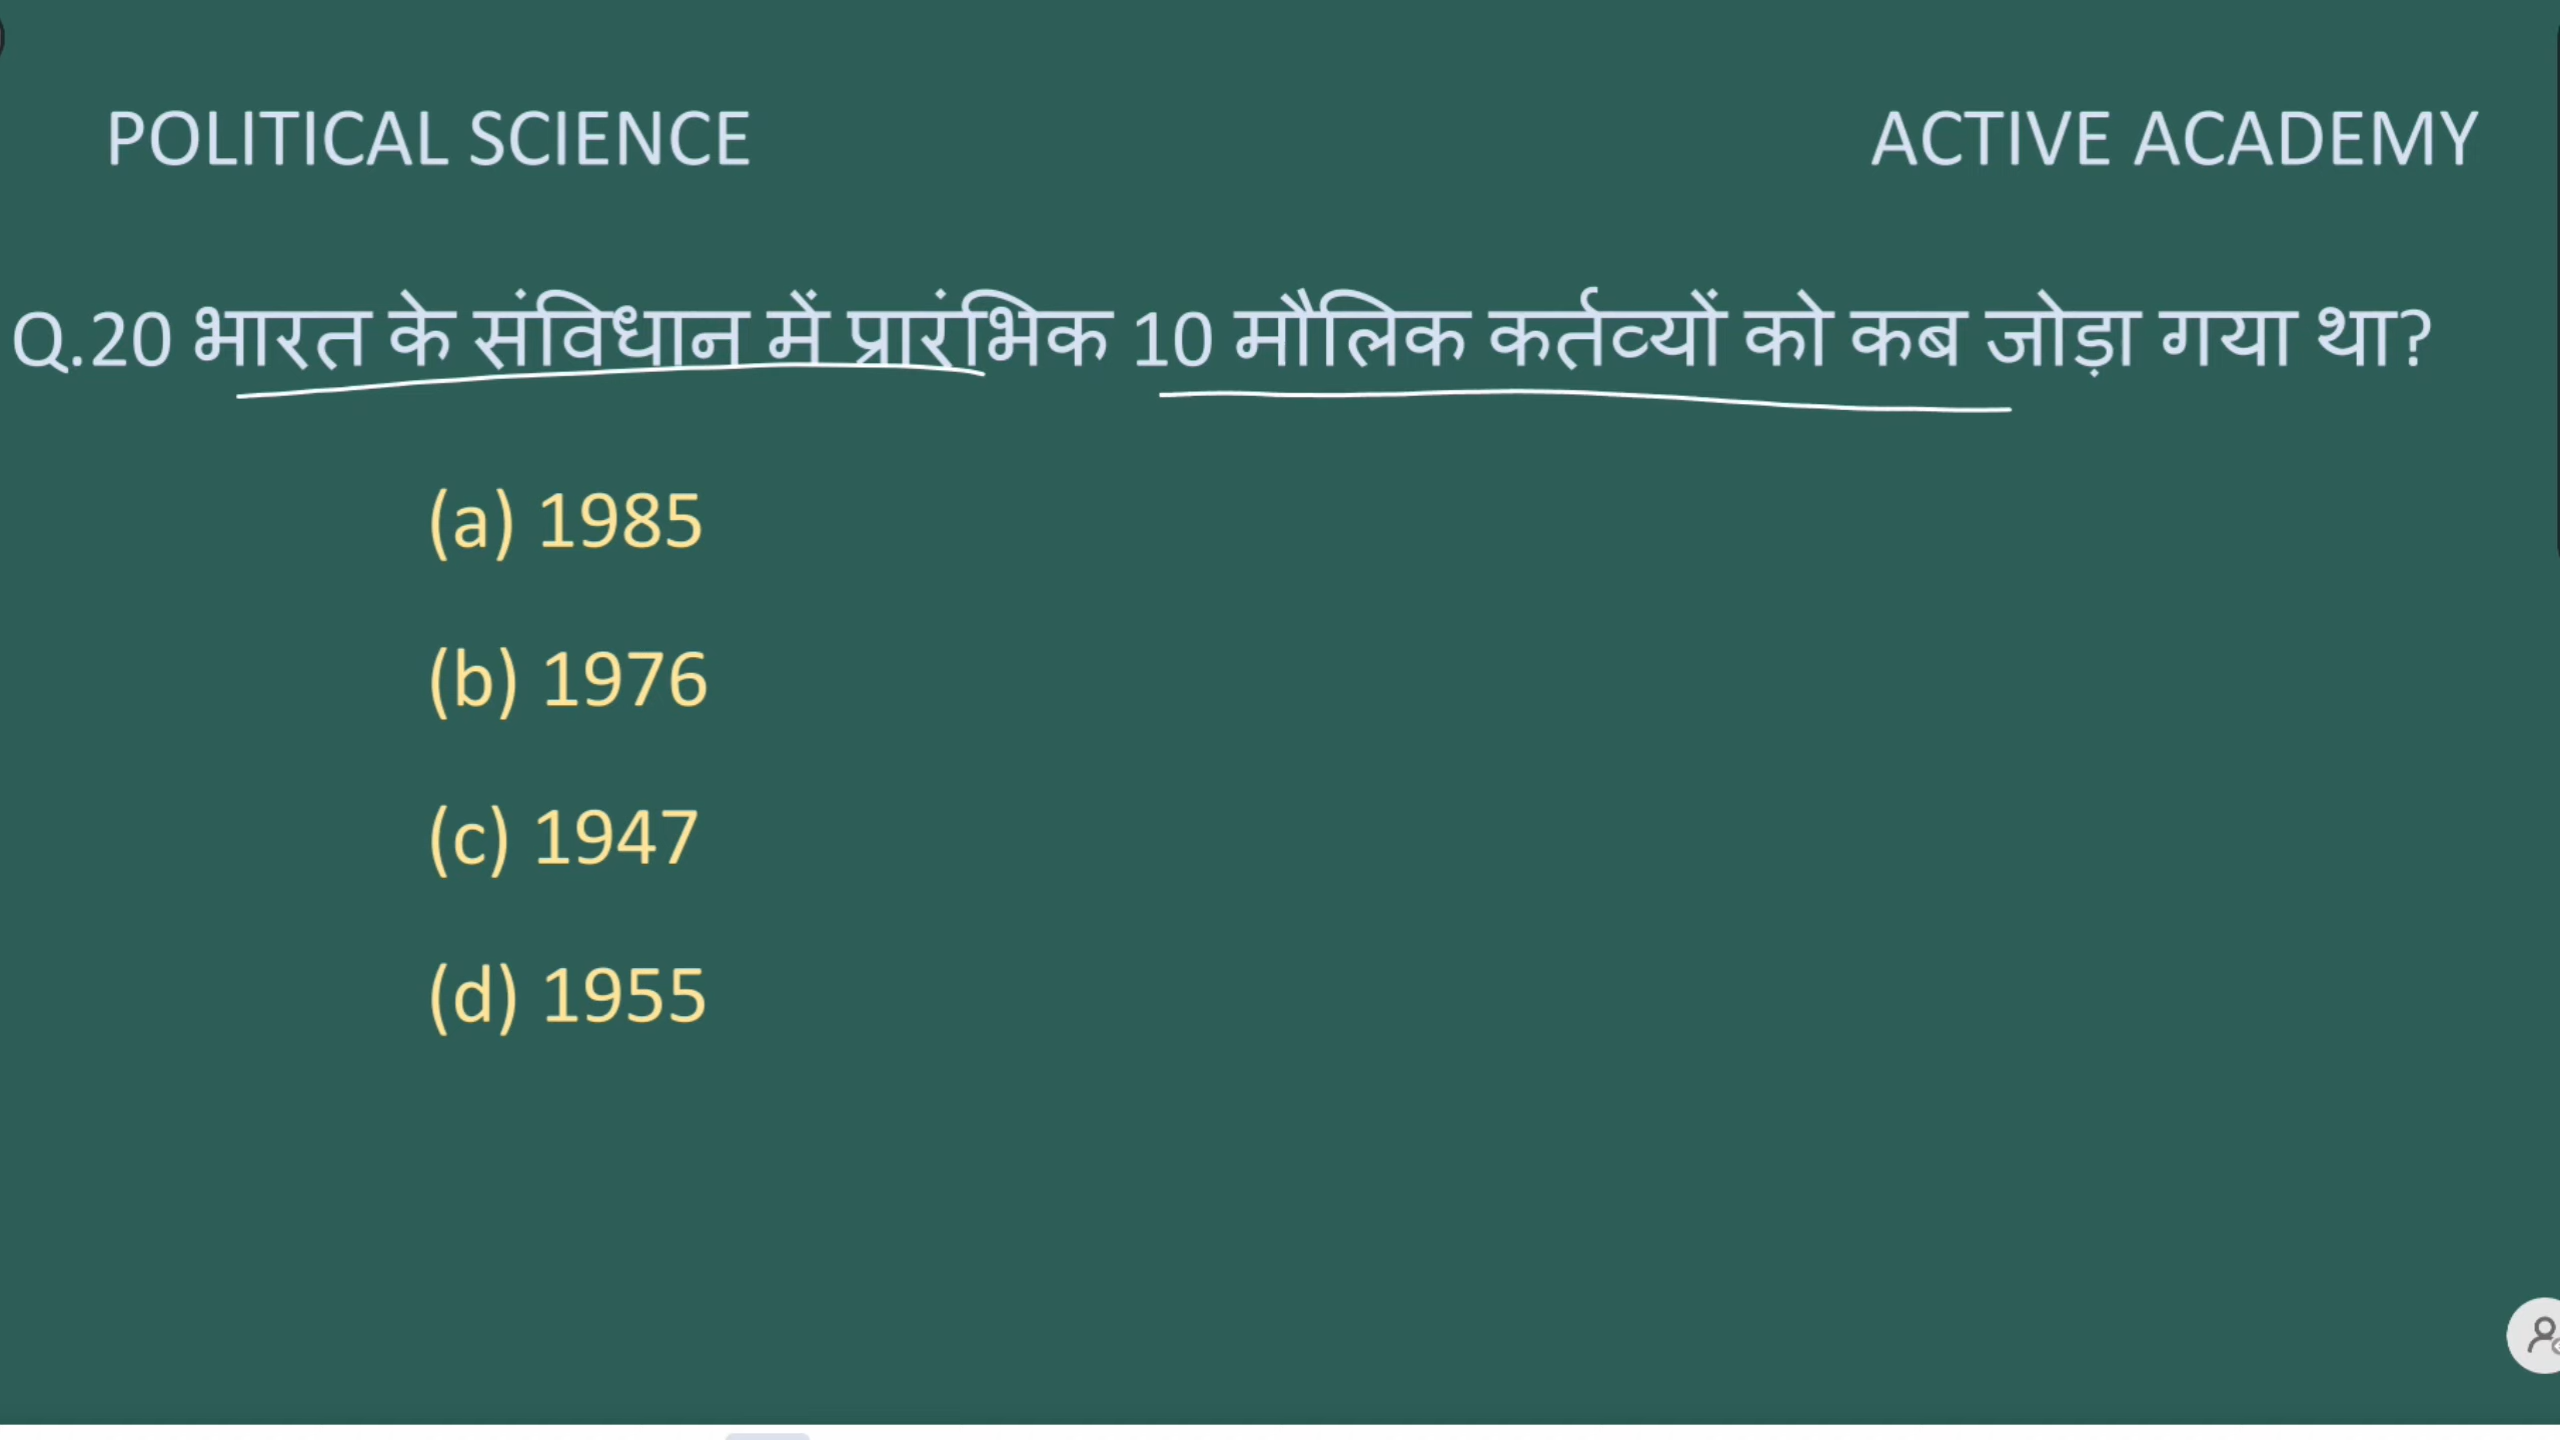 POLITICAL SCIENCE
ACTIVE ACADEMY
Q.20 भारत के संविधान में प्रारंभिक 10 मौलिक कर्तव्यों को कब जोड़ा गया था?
(a) 1985
(b) 1976
(c) 1947
(d) 1955